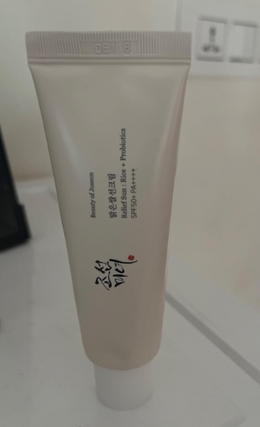 Beauty of Joseon
맑은쌀선크림
Relief Sun : Rice + Probiotics
SPF50+ PA++++
조선
미녀